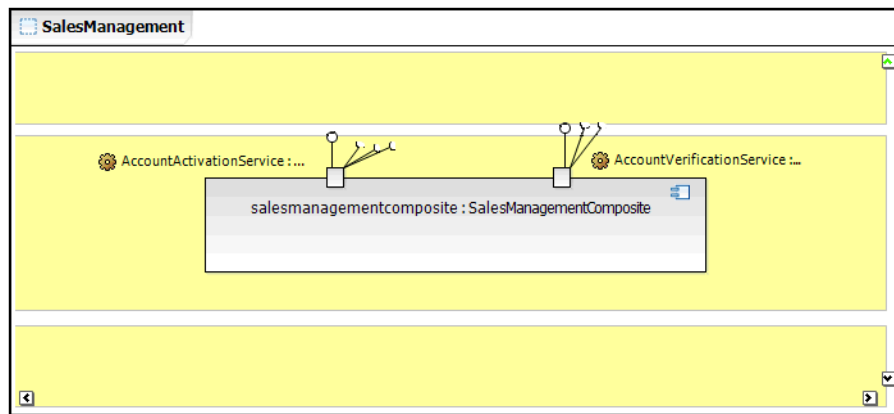 SalesManagement
AccountActivationService : ...
AccountVerificationService :...
salesmanagementcomposite : SalesManagementComposite